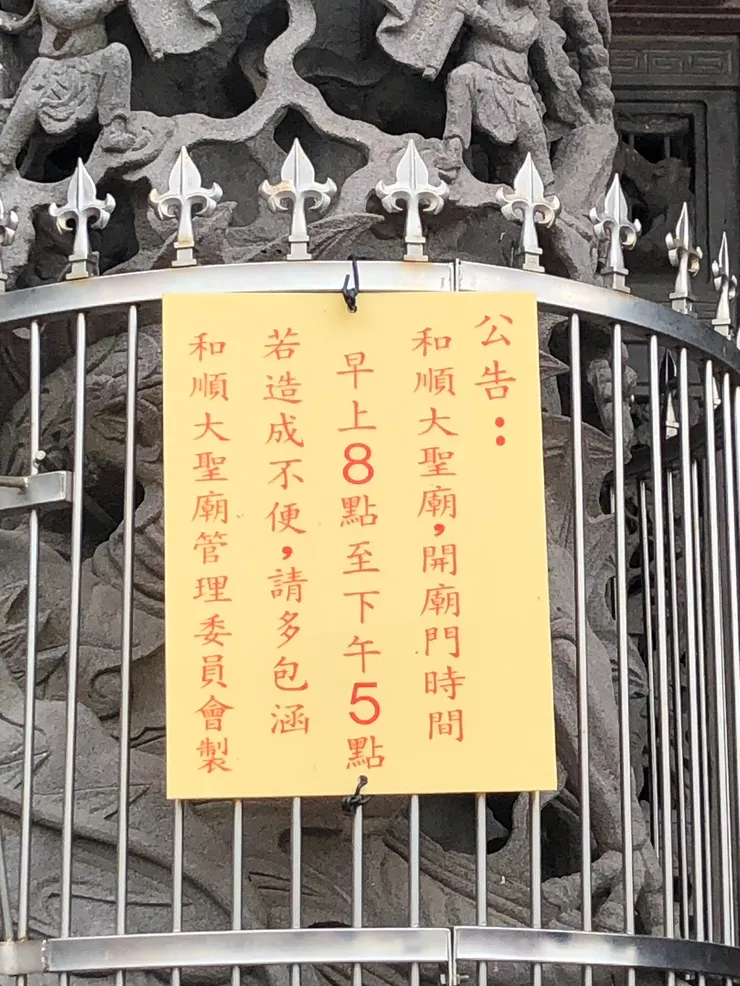 公告：
和順大聖廟，開廟門時間
早上8點至下午5點
若造成不便，請多包涵
和順大聖廟管理委員會製